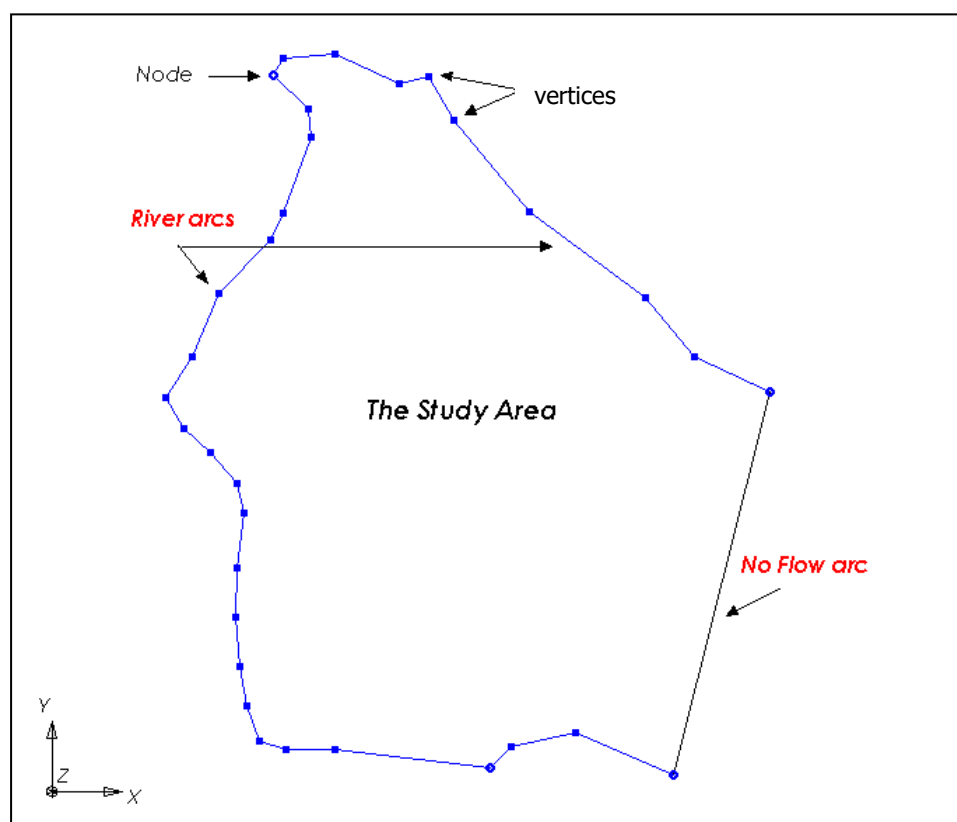 Node
vertices
River arcs
The Study Area
No Flow arc
Y
Z
X